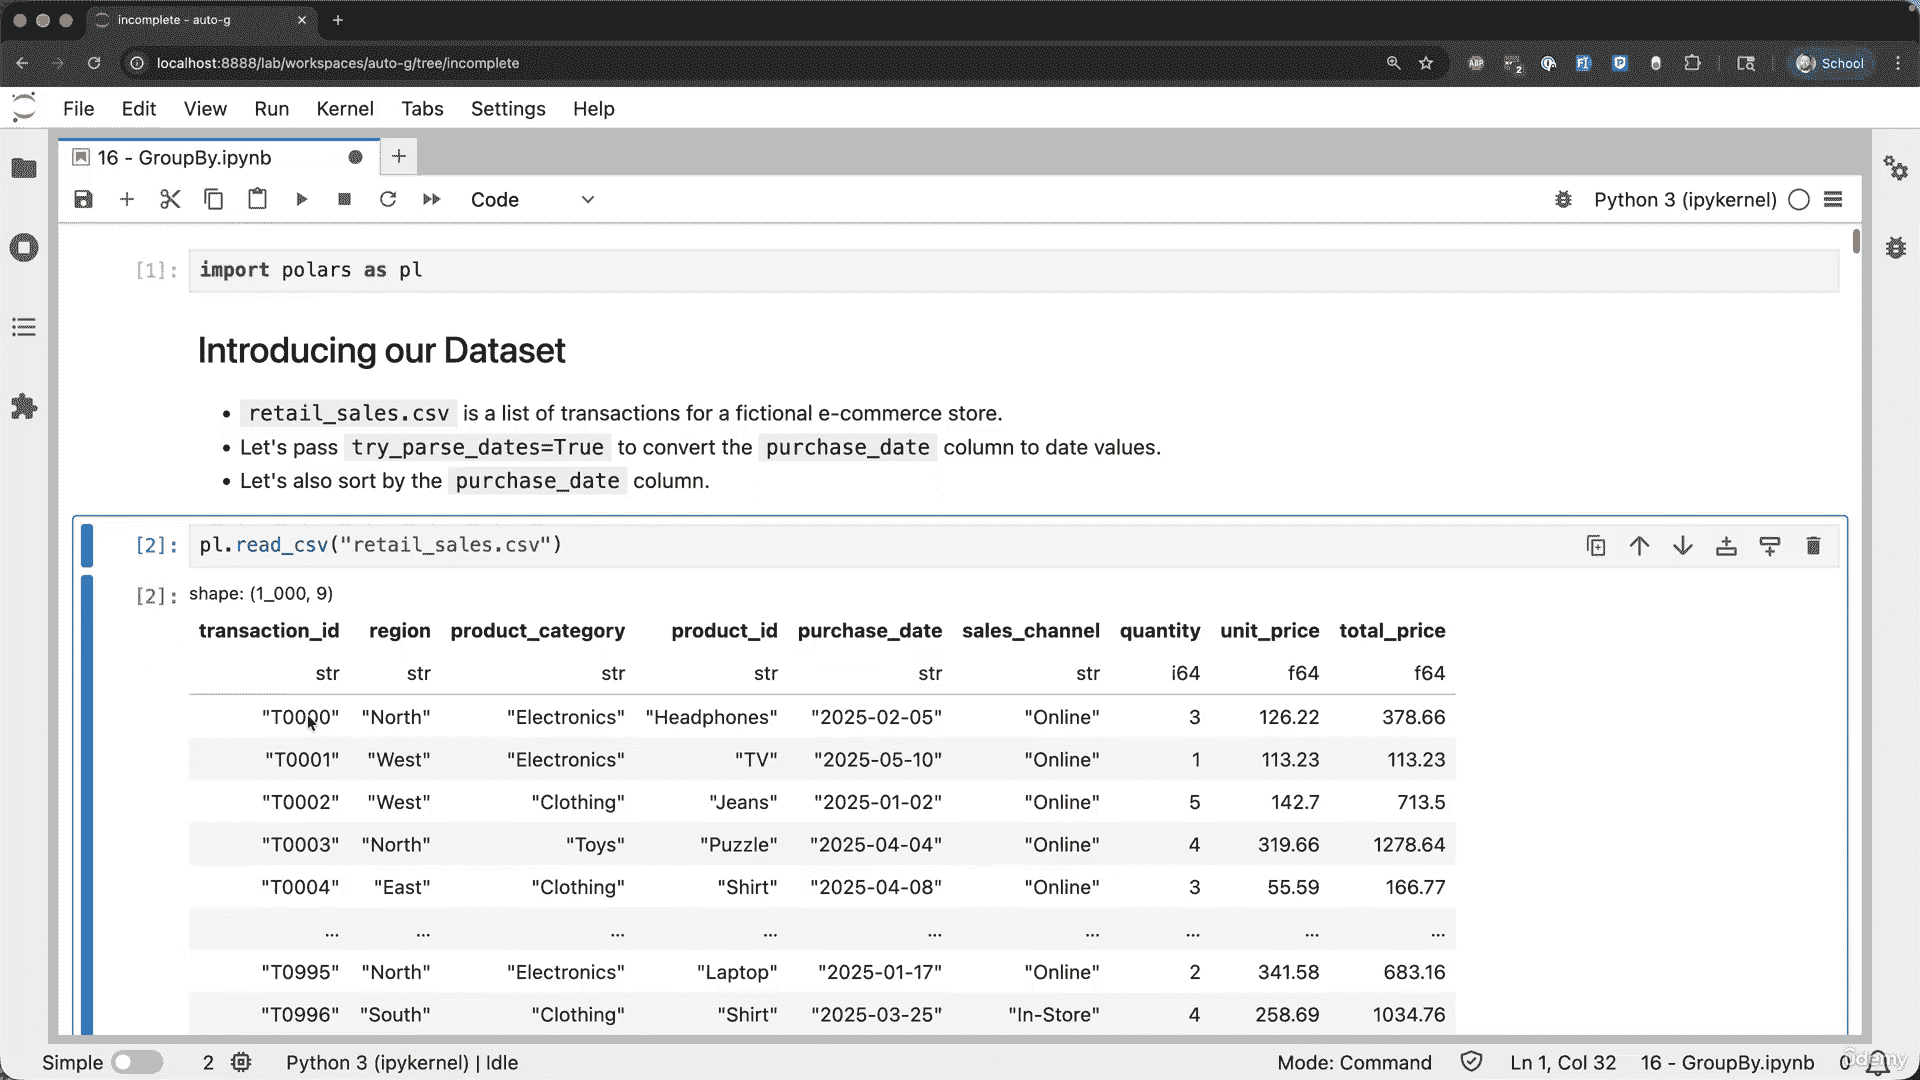 incomplete - auto-g
localhost:8888/lab/workspaces/auto-g/tree/incomplete
ABP
2
School
File Edit View Run Kernel Tabs Settings Help
16 - GroupBy.ipynb
Code
Python 3 (ipykernel)
[1]: import polars as pl
Introducing our Dataset
• retail_sales.csv is a list of transactions for a fictional e-commerce store.
• Let's pass try_parse_dates=True to convert the purchase_date column to date values.
• Let's also sort by the purchase_date column.
[2]: pl.read_csv("retail_sales.csv")
[2]: shape: (1_000, 9)
transaction_id region product_category product_id purchase_date sales_channel quantity unit_price total_price
str str str str str str i64 f64 f64
"T0000" "North" "Electronics" "Headphones" "2025-02-05" "Online" 3 126.22 378.66
"T0001" "West" "Electronics" "TV" "2025-05-10" "Online" 1 113.23 113.23
"T0002" "West" "Clothing" "Jeans" "2025-01-02" "Online" 5 142.7 713.5
"T0003" "North" "Toys" "Puzzle" "2025-04-04" "Online" 4 319.66 1278.64
"T0004" "East" "Clothing" "Shirt" "2025-04-08" "Online" 3 55.59 166.77
... ... ... ... ... ... ... ... ...
"T0995" "North" "Electronics" "Laptop" "2025-01-17" "Online" 2 341.58 683.16
"T0996" "South" "Clothing" "Shirt" "2025-03-25" "In-Store" 4 258.69 1034.76
Simple 2 Python 3 (ipykernel) | Idle Mode: Command Ln 1, Col 32 16 - GroupBy.ipynb 0
udemy